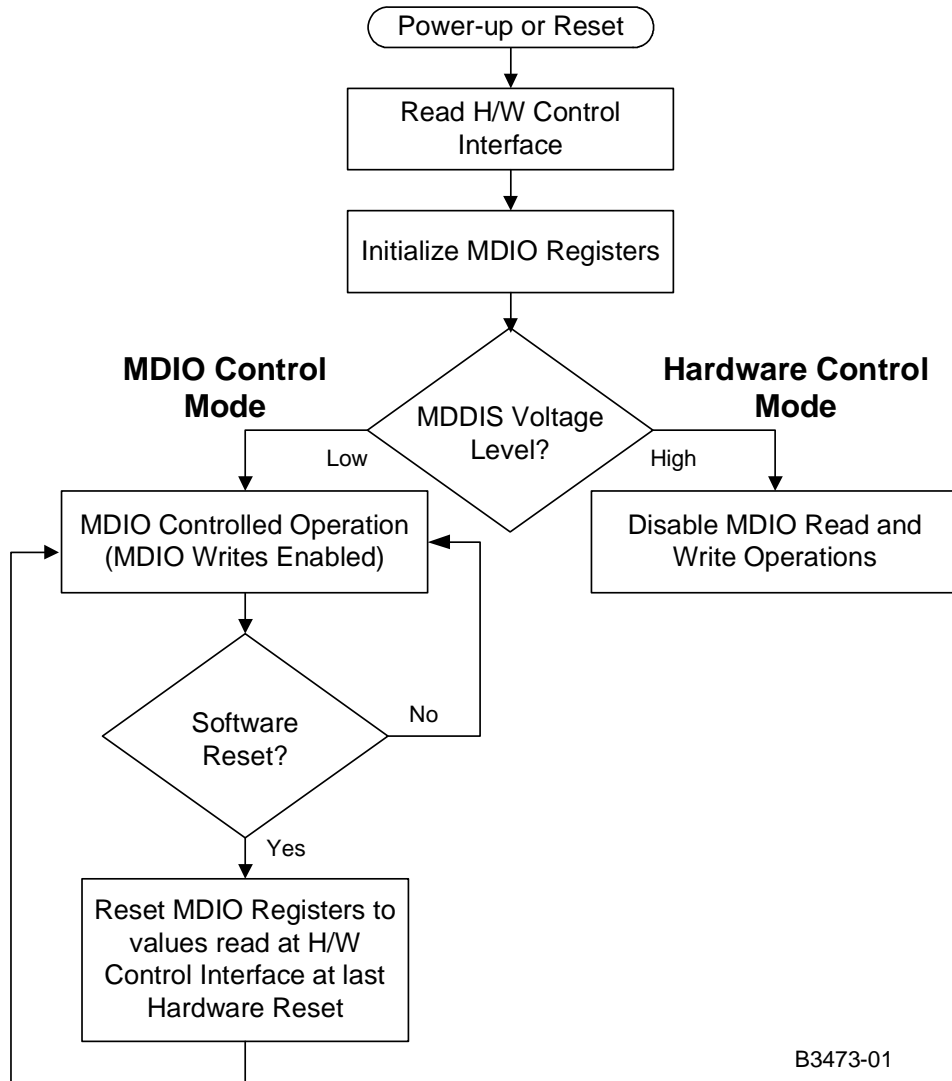 Power-up or Reset
Read H/W Control
Interface
Initialize MDIO Registers
MDIO Control
Mode
Hardware Control
Mode
MDDIS Voltage
Level?
Low
High
MDIO Controlled Operation
(MDIO Writes Enabled)
Disable MDIO Read and
Write Operations
Software
Reset?
No
Yes
Reset MDIO Registers to
values read at H/W
Control Interface at last
Hardware Reset
B3473-01